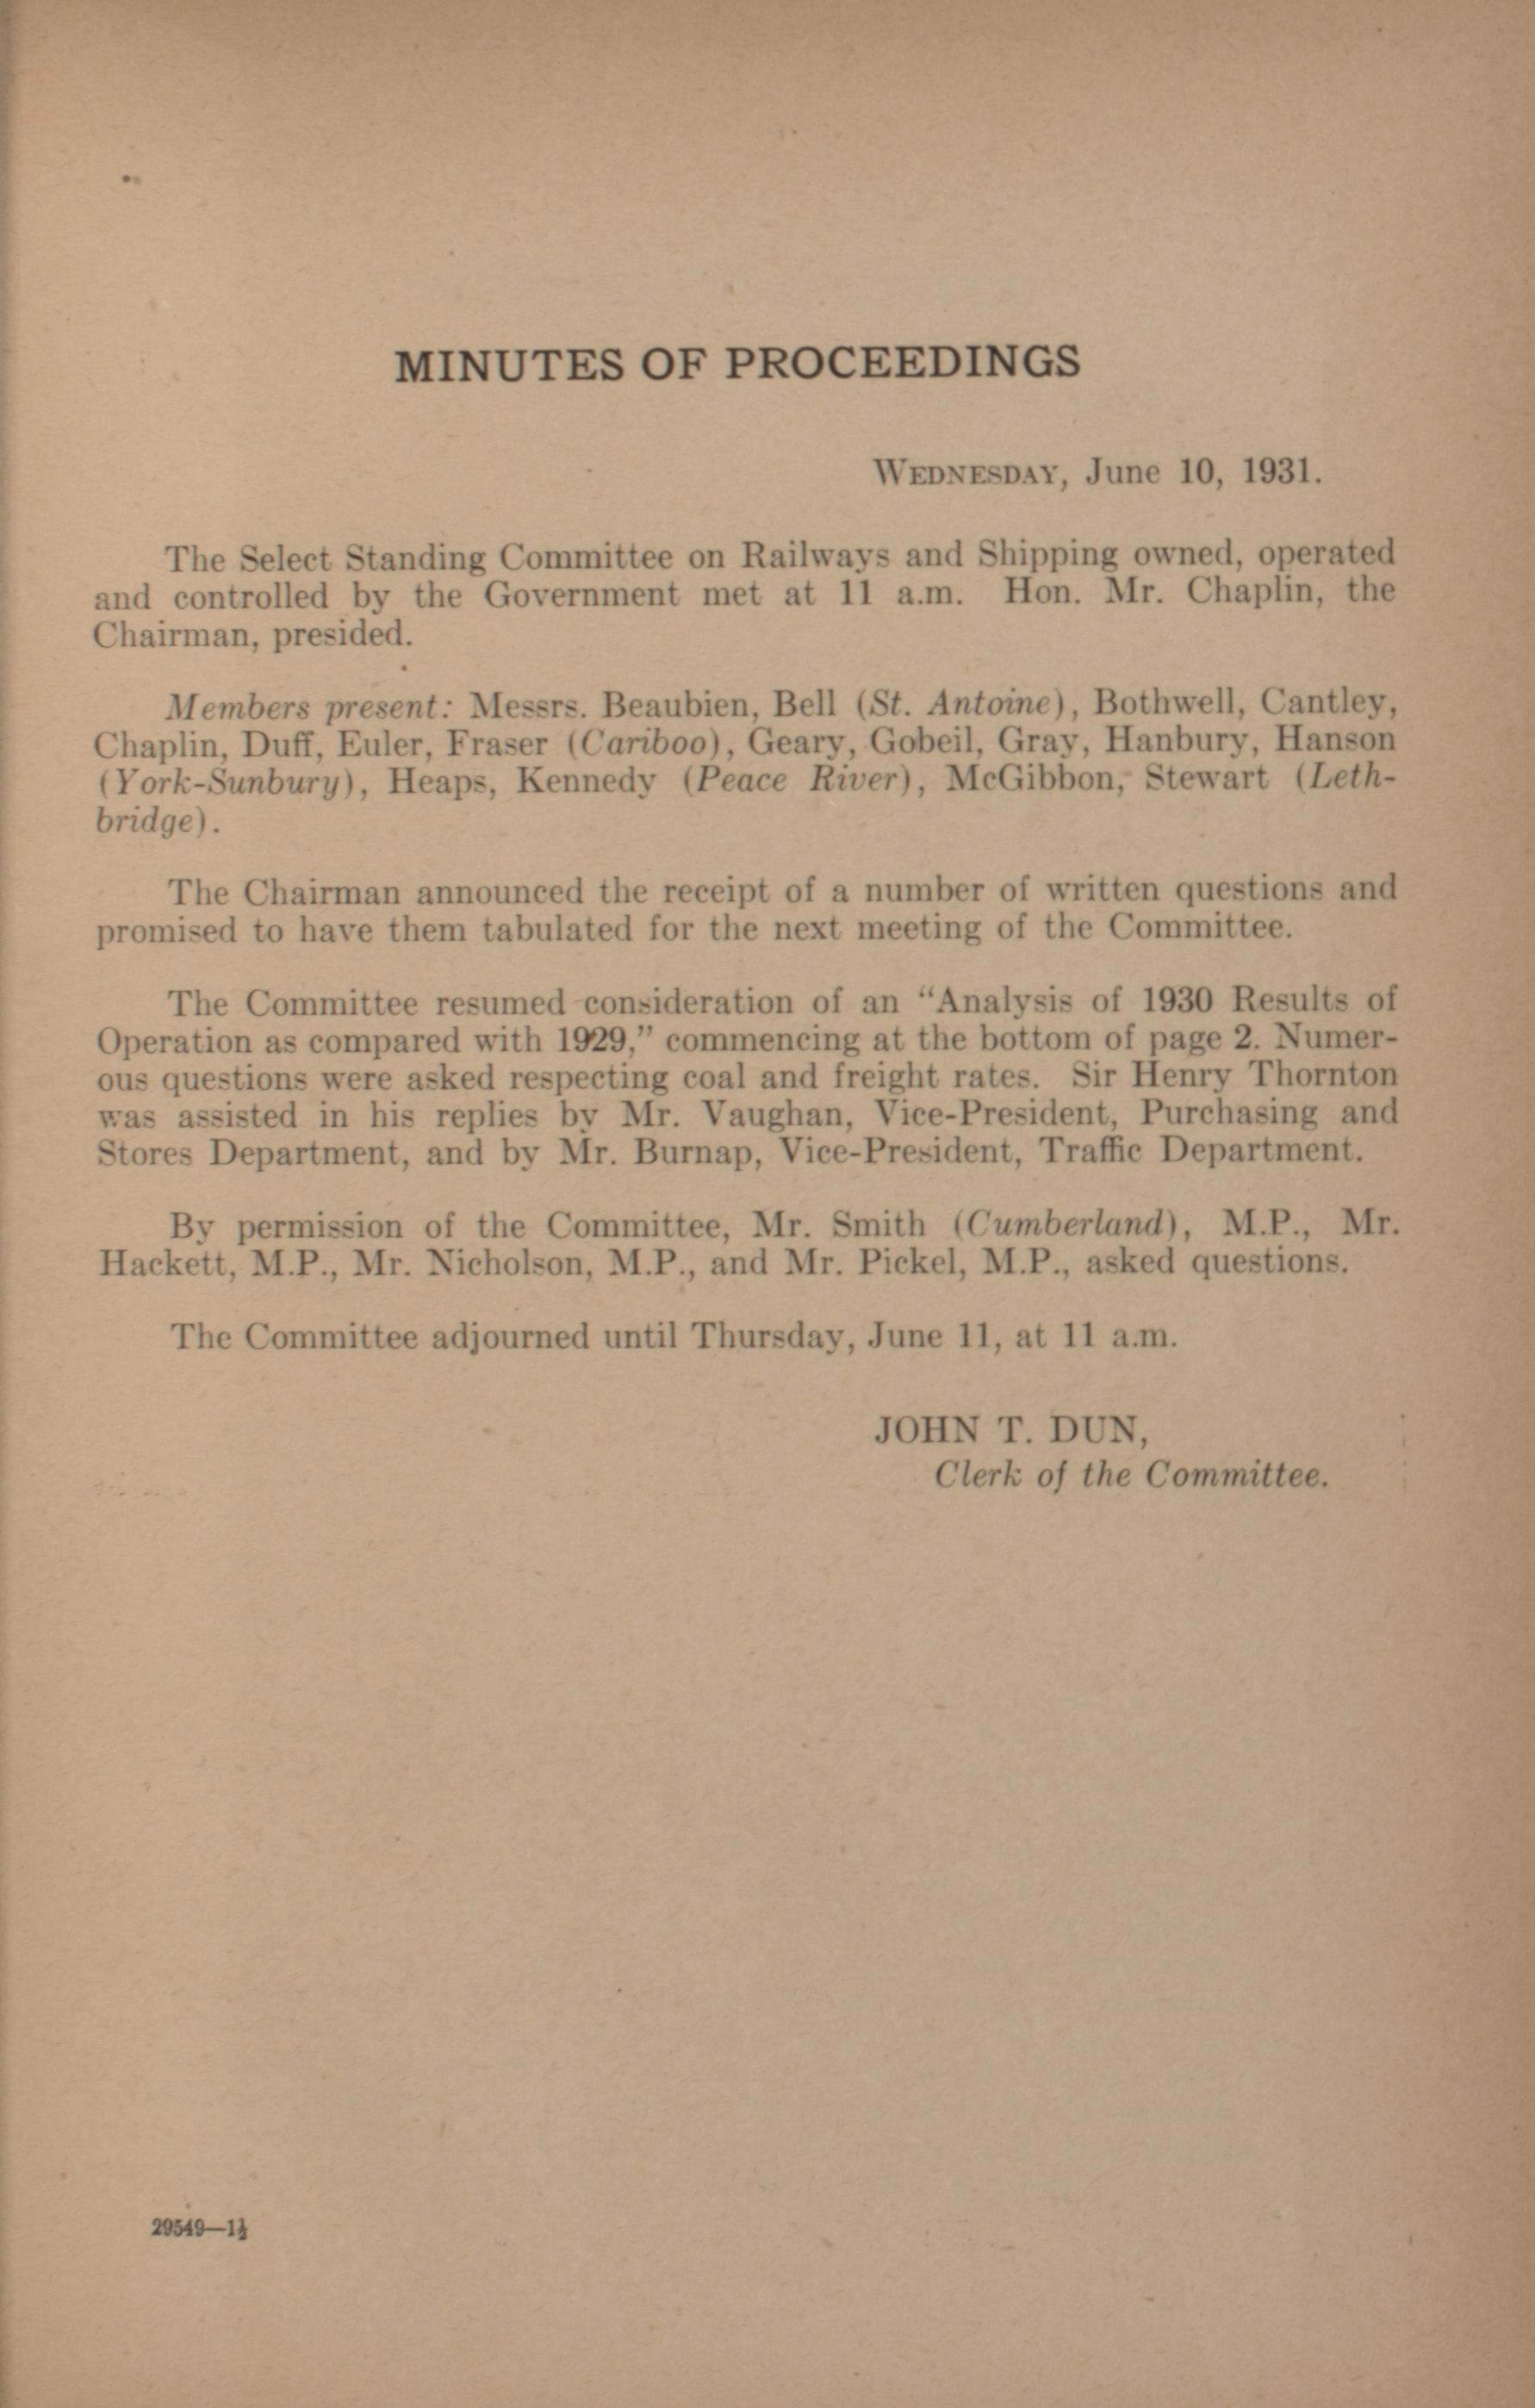 MINUTES OF PROCEEDINGS
WEDNESDAY, June 10, 1931.
The Select Standing Committee on Railways and Shipping owned, operated
and controlled by the Government met at 11 a.m. Hon. Mr. Chaplin, the
Chairman, presided.
Members present: Messrs. Beaubien, Bell (St. Antoine), Bothwell, Cantley,
Chaplin, Duff, Euler, Fraser (Cariboo), Geary, Gobeil, Gray, Hanbury, Hanson
(York-Sunbury), Heaps, Kennedy (Peace River), McGibbon, Stewart (Leth-
bridge).
The Chairman announced the receipt of a number of written questions and
promised to have them tabulated for the next meeting of the Committee.
The Committee resumed consideration of an “Analysis of 1930 Results of
Operation as compared with 1929,” commencing at the bottom of page 2. Numer-
ous questions were asked respecting coal and freight rates. Sir Henry Thornton
was assisted in his replies by Mr. Vaughan, Vice-President, Purchasing and
Stores Department, and by Mr. Burnap, Vice-President, Traffic Department.
By permission of the Committee, Mr. Smith (Cumberland), M.P., Mr.
Hackett, M.P., Mr. Nicholson, M.P., and Mr. Pickel, M.P., asked questions.
The Committee adjourned until Thursday, June 11, at 11 a.m.
JOHN T. DUN,
Clerk of the Committee.
29549—1½